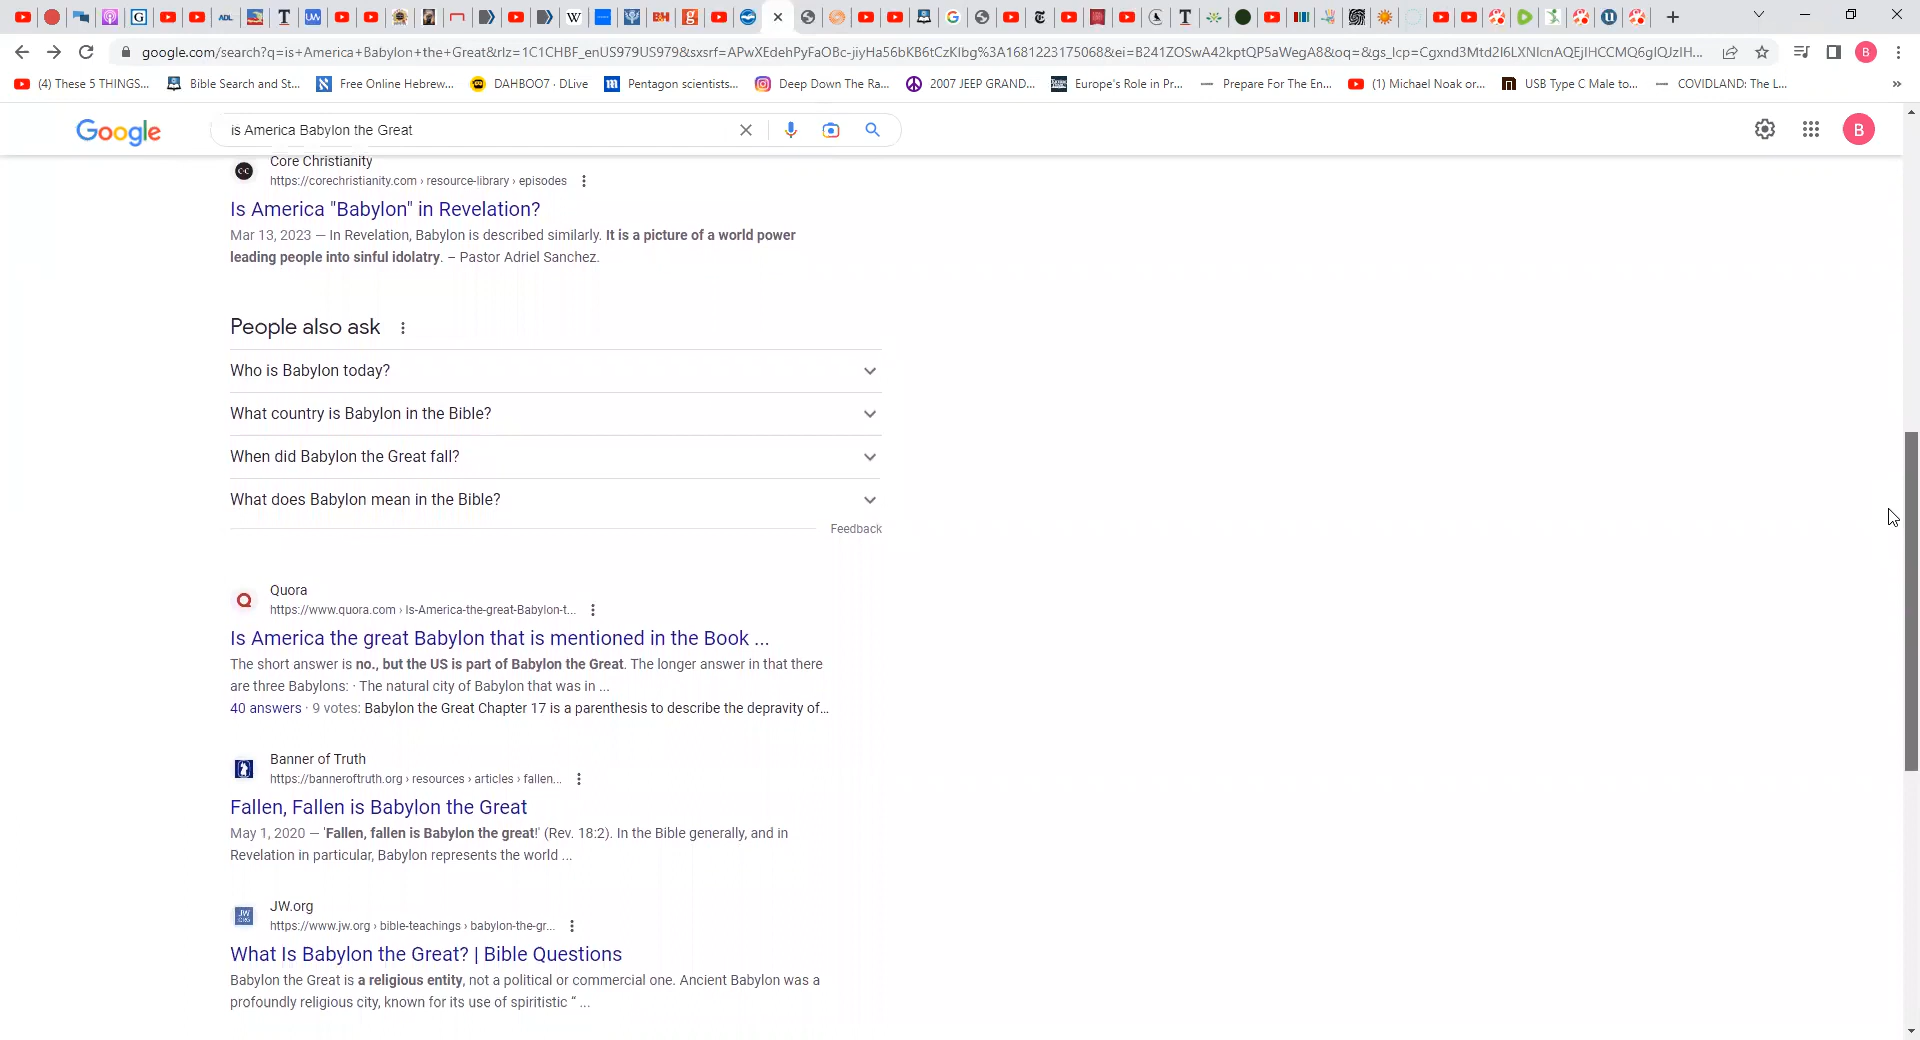 google.com/search?q=is+America+Babylon+the+Great&rlz=1C1CHBF_enUS979US979&sxsrf=APwXEdehPyFaOBc-jiyHa56bKB6tCzKIbg%3A1681223175068&ei=B241ZOSwA42kptQP5aWegA8&oq=&gs_lcp=Cgxnd3Mtd2l6LXNlcnAQEjIHCCMQ6gIQJzIH...
B
(4) These 5 THINGS...
Bible Search and St...
Free Online Hebrew...
DAHBOO7 · DLive
Pentagon scientists...
Deep Down The Ra...
2007 JEEP GRAND...
Europe's Role in Pr...
Prepare For The En...
(1) Michael Noak or...
USB Type C Male to...
COVIDLAND: The L...
»
Google
is America Babylon the Great
B
Core Christianity
https://corechristianity.com › resource-library › episodes
Is America "Babylon" in Revelation?
Mar 13, 2023 — In Revelation, Babylon is described similarly. It is a picture of a world power
leading people into sinful idolatry. – Pastor Adriel Sanchez.
People also ask
Who is Babylon today?
What country is Babylon in the Bible?
When did Babylon the Great fall?
What does Babylon mean in the Bible?
Feedback
Quora
https://www.quora.com › Is-America-the-great-Babylon-t...
Is America the great Babylon that is mentioned in the Book ...
The short answer is no., but the US is part of Babylon the Great. The longer answer in that there
are three Babylons: · The natural city of Babylon that was in ...
40 answers · 9 votes: Babylon the Great Chapter 17 is a parenthesis to describe the depravity of...
Banner of Truth
https://banneroftruth.org › resources › articles › fallen...
Fallen, Fallen is Babylon the Great
May 1, 2020 — 'Fallen, fallen is Babylon the great!' (Rev. 18:2). In the Bible generally, and in
Revelation in particular, Babylon represents the world ...
JW.org
https://www.jw.org › bible-teachings › babylon-the-gr...
What Is Babylon the Great? | Bible Questions
Babylon the Great is a religious entity, not a political or commercial one. Ancient Babylon was a
profoundly religious city, known for its use of spiritistic “ ...